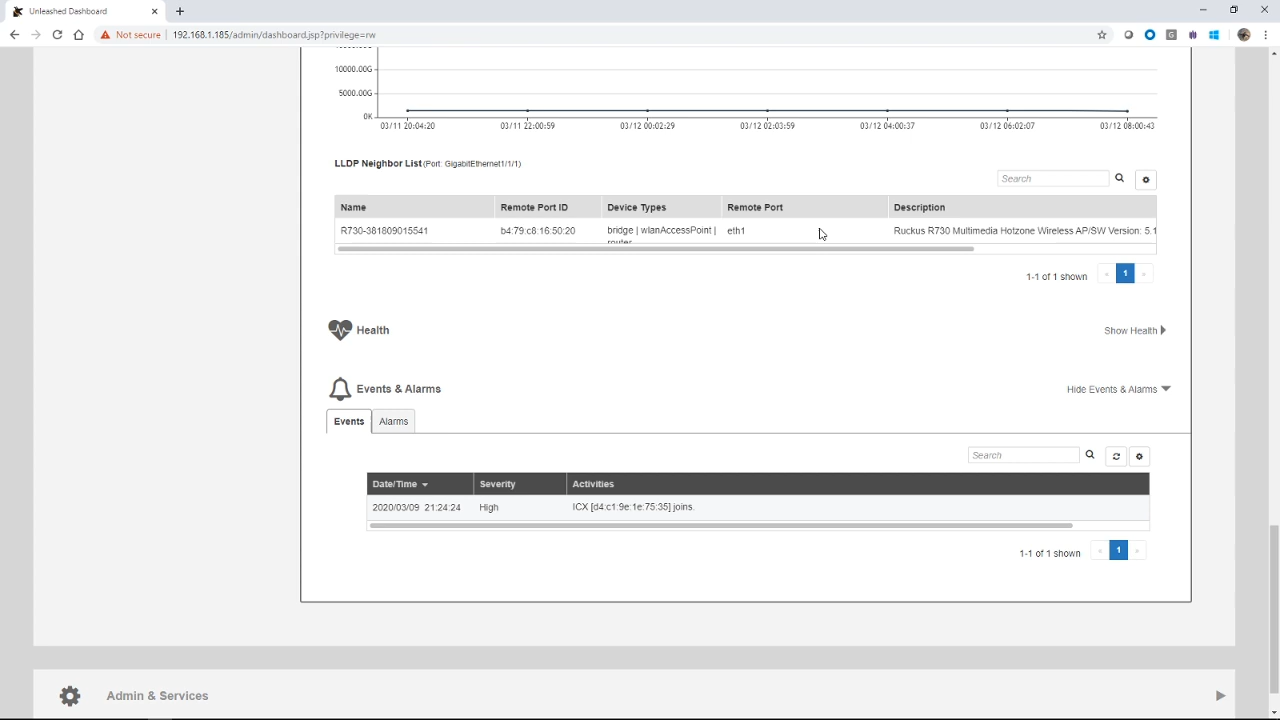 Unleashed Dashboard
Not secure 192.168.1.185/admin/dashboard.jsp?privilege=rw
10000.00G
5000.00G
0K
03/11 20:04:20 03/11 22:00:59 03/12 00:02:29 03/12 02:03:59 03/12 04:00:37 03/12 06:02:07 03/12 08:00:43
LLDP Neighbor List (Port: GigabitEthernet1/1/1)
Search
Name Remote Port ID Device Types Remote Port Description
R730-381809015541 b4:79:c8:16:50:20 bridge | wlanAccessPoint | eth1 Ruckus R730 Multimedia Hotzone Wireless AP/SW Version: 5.1
router
1-1 of 1 shown « 1 »
Health Show Health
Events & Alarms Hide Events & Alarms
Events Alarms
Search
Date/Time Severity Activities
2020/03/09 21:24:24 High ICX [d4:c1:9e:1e:75:35] joins.
1-1 of 1 shown « 1 »
Admin & Services